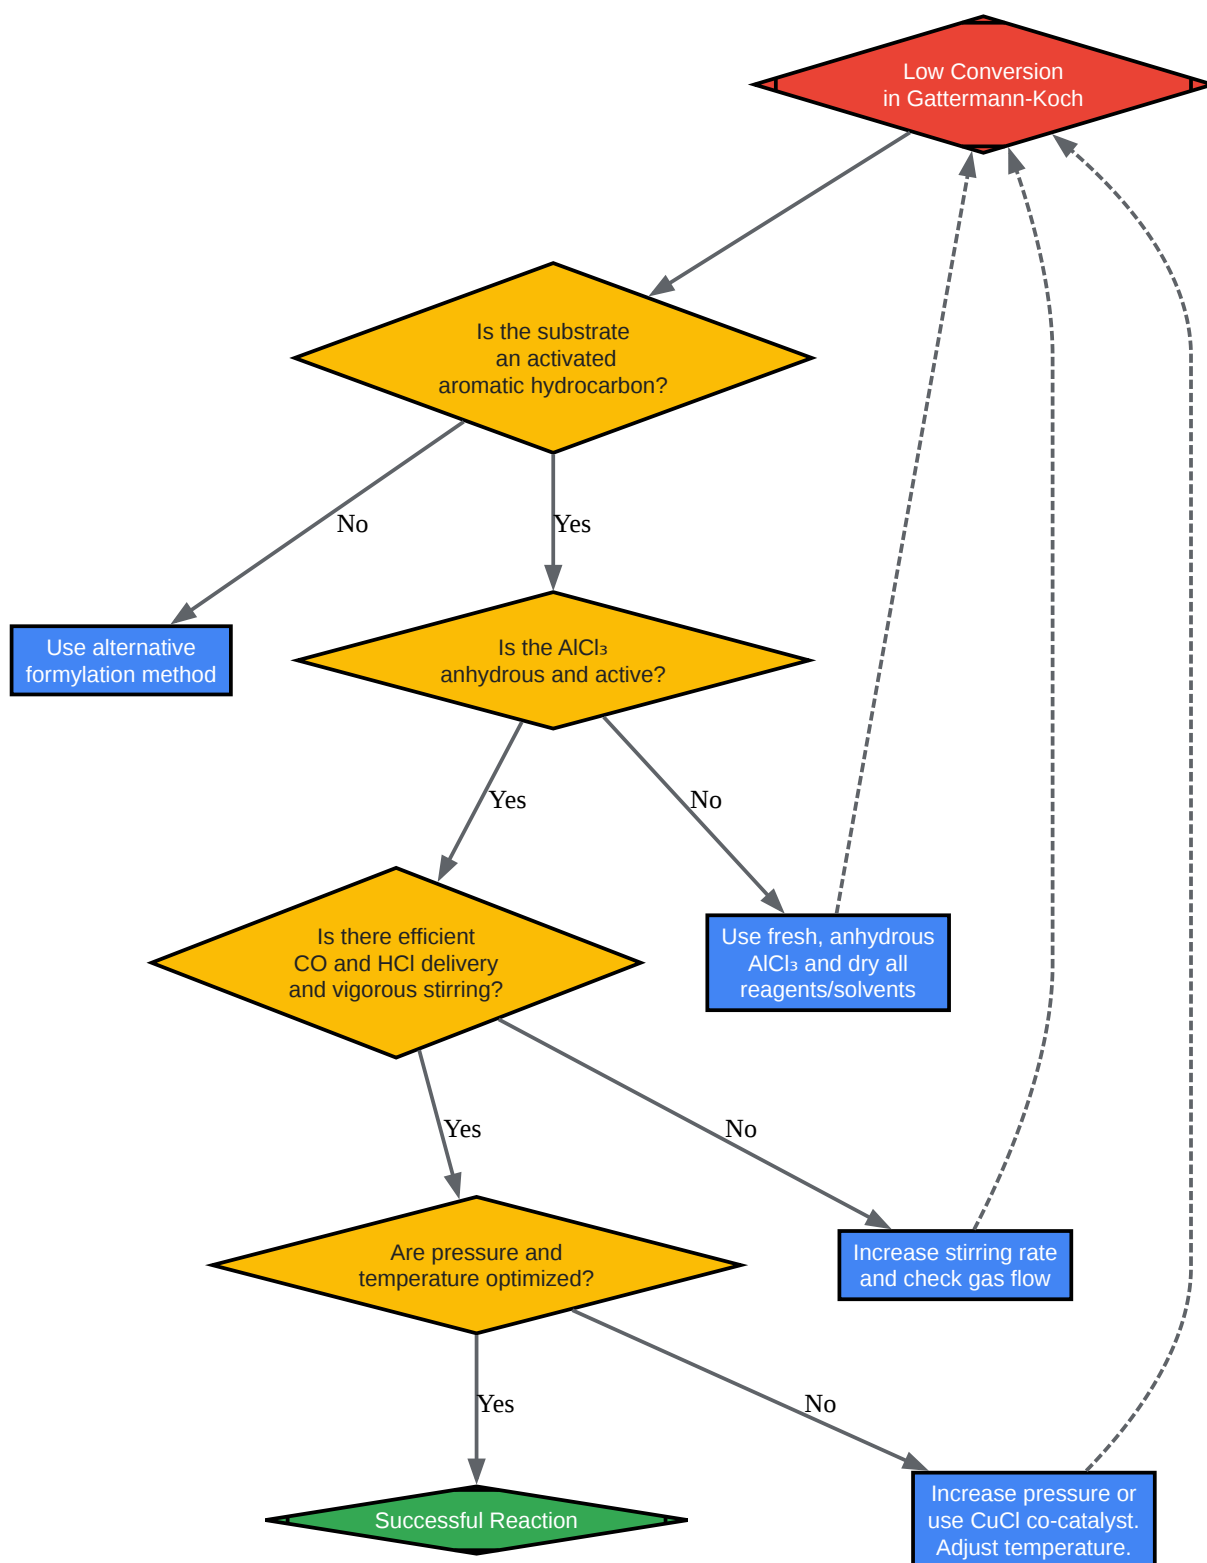 Low Conversion
in Gattermann-Koch
Is the substrate
an activated
aromatic hydrocarbon?
No
Yes
Use alternative
formylation method
Is the AlCl₃
anhydrous and active?
Yes
No
Is there efficient
CO and HCl delivery
and vigorous stirring?
Use fresh, anhydrous
AlCl₃ and dry all
reagents/solvents
Yes
No
Are pressure and
temperature optimized?
Increase stirring rate
and check gas flow
Yes
No
Successful Reaction
Increase pressure or
use CuCl co-catalyst.
Adjust temperature.